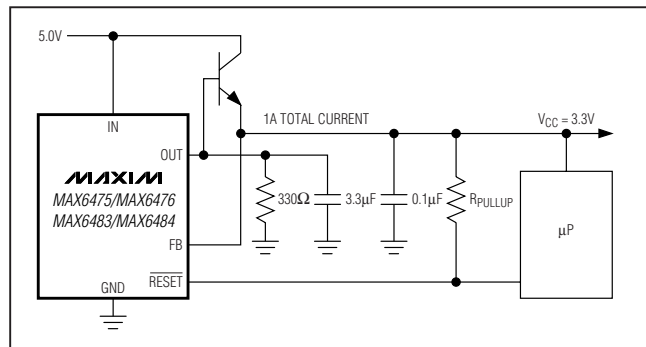 5.0V
IN
1A TOTAL CURRENT
VCC = 3.3V
OUT
MAXIM
MAX6475/MAX6476
MAX6483/MAX6484
330Ω
3.3µF
0.1µF
RPULLUP
µP
FB
GND
RESET